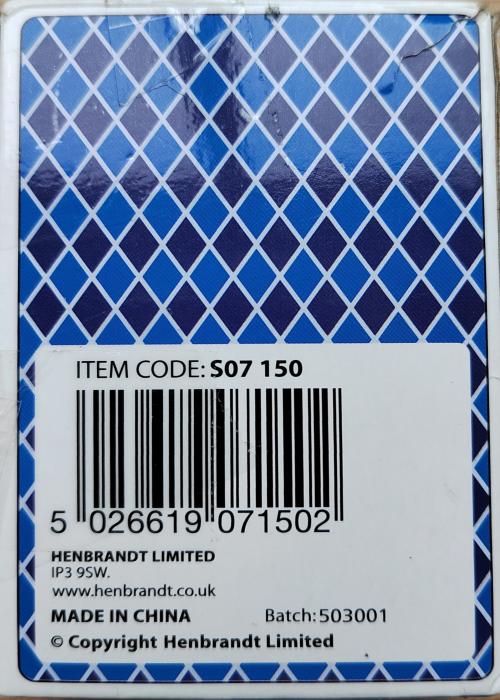 ITEM CODE: S07 150
5 026619 071502
HENBRANDT LIMITED
IP3 9SW.
www.henbrandt.co.uk
MADE IN CHINA Batch:503001
© Copyright Henbrandt Limited